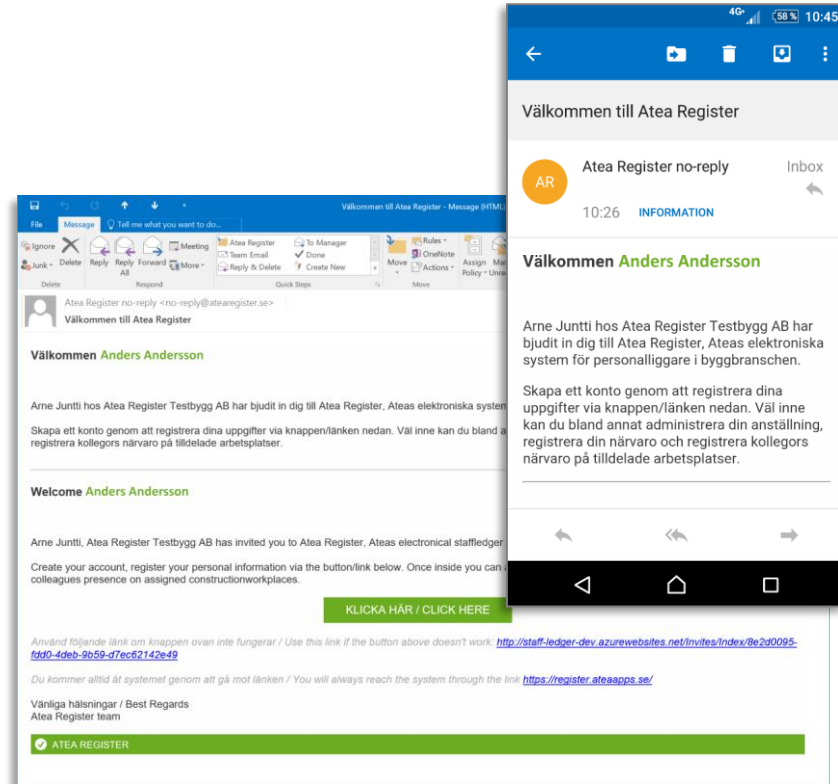 4G+ 58 % 10:45
Välkommen till Atea Register
Atea Register no-reply Inbox
AR
10:26 INFORMATION
Välkommen Anders Andersson
Arne Juntti hos Atea Register Testbygg AB har
bjudit in dig till Atea Register, Ateas elektroniska
system för personalliggare i byggbranschen.
Skapa ett konto genom att registrera dina
uppgifter via knappen/länken nedan. Väl inne
kan du bland annat administrera din anställning,
registrera din närvaro och registrera kollegors
närvaro på tilldelade arbetsplatser.
Välkommen till Atea Register - Message (HTML)
File Message Tell me what you want to do...
Ignore
Junk
Delete
Reply
Reply All
Forward
Meeting
More
Atea Register
Team Email
Reply & Delete
To Manager
Done
Create New
Move
Rules
OneNote
Actions
Assign Policy
Delete Respond Quick Steps Move
Atea Register no-reply <no-reply@atearegister.se>
Välkommen till Atea Register
Välkommen Anders Andersson
Arne Juntti hos Atea Register Testbygg AB har bjudit in dig till Atea Register, Ateas elektroniska
Skapa ett konto genom att registrera dina uppgifter via knappen/länken nedan. Väl inne kan du bland
registrera kollegors närvaro på tilldelade arbetsplatser.
Welcome Anders Andersson
Arne Juntti, Atea Register Testbygg AB has invited you to Atea Register, Ateas electronical staffledger
Create your account, register your personal information via the button/link below. Once inside you can
colleagues presence on assigned constructionworkplaces.
KLICKA HÄR / CLICK HERE
Använd följande länk om knappen ovan inte fungerar / Use this link if the button above doesn't work: http://staff-ledger-dev.azurewebsites.net/Invites/Index/8e2d0095-
fdd0-4deb-9b59-d7ec62142e49
Du kommer alltid åt systemet genom att gå mot länken / You will always reach the system through the link https://register.ateaapps.se/
Vänliga hälsningar / Best Regards
Atea Register team
ATEA REGISTER